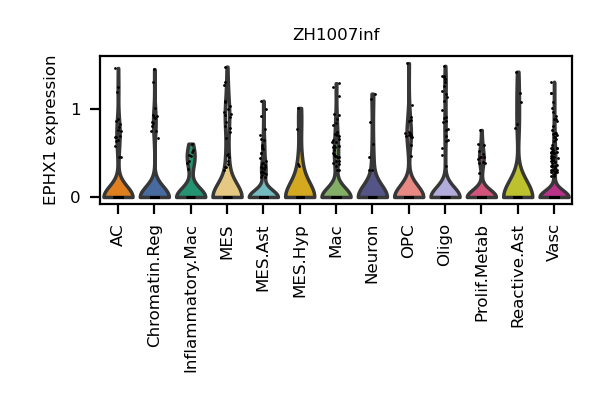 ZH1007inf
EPHX1 expression
1
0
AC
Chromatin.Reg
Inflammatory.Mac
MES
MES.Ast
MES.Hyp
Mac
Neuron
OPC
Oligo
Prolif.Metab
Reactive.Ast
Vasc